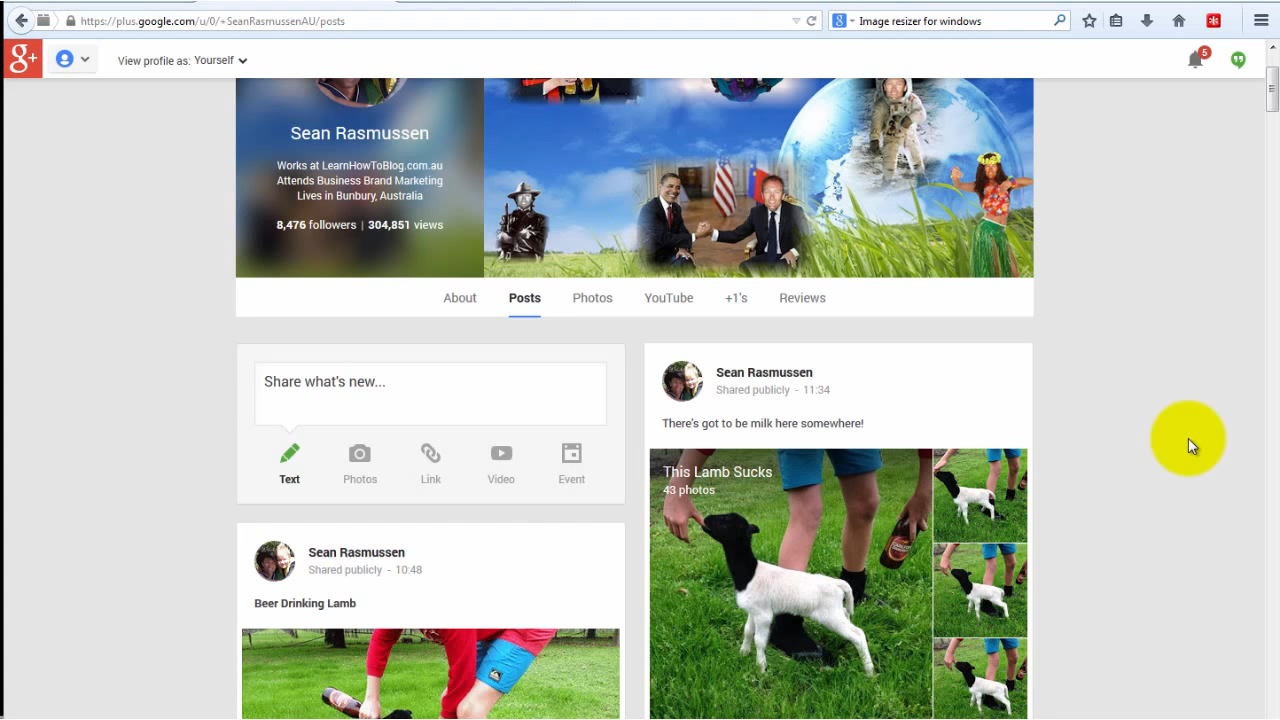 https://plus.google.com/u/0/+SeanRasmussenAU/posts
Image resizer for windows
g+
View profile as: Yourself
5
Sean Rasmussen
Works at LearnHowToBlog.com.au
Attends Business Brand Marketing
Lives in Bunbury, Australia
8,476 followers | 304,851 views
About Posts Photos YouTube +1's Reviews
Share what's new...
Text Photos Link Video Event
Sean Rasmussen
Shared publicly - 10:48
Beer Drinking Lamb
Sean Rasmussen
Shared publicly - 11:34
There's got to be milk here somewhere!
This Lamb Sucks
43 photos